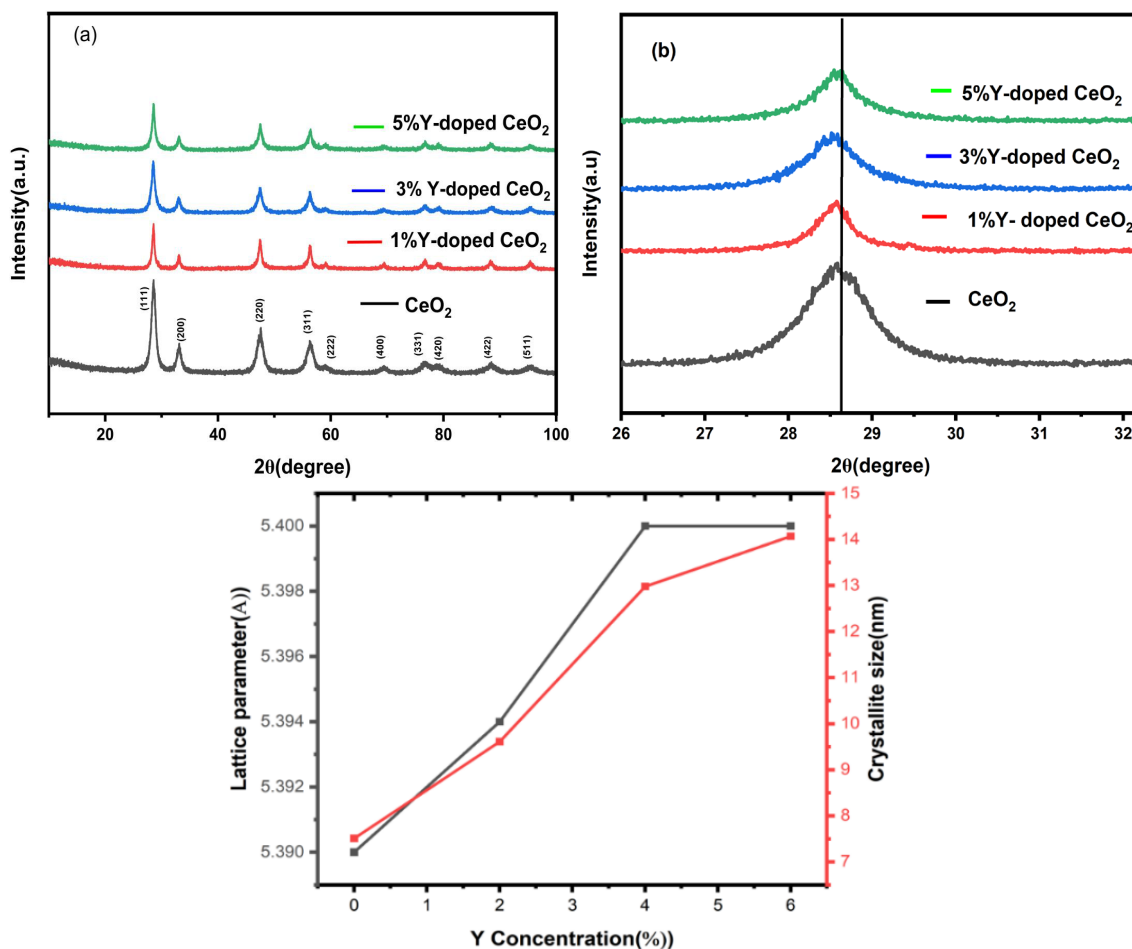 (a)
5%Y-doped CeO₂
3% Y-doped CeO₂
1%Y-doped CeO₂
CeO₂
(111)
(200)
(220)
(311)
(222)
(400)
(331)
(420)
(422)
(511)
Intensity(a.u.)
20 40 60 80 100
2θ(degree)
(b)
5%Y-doped CeO₂
3%Y-doped CeO₂
1%Y- doped CeO₂
CeO₂
Intensity(a.u)
26 27 28 29 30 31 32
2θ(degree)
Lattice parameter(A))
5.400
5.398
5.396
5.394
5.392
5.390
15
14
13
12
11
10
9
8
7
Crystallite size(nm)
0 1 2 3 4 5 6
Y Concentration(%))